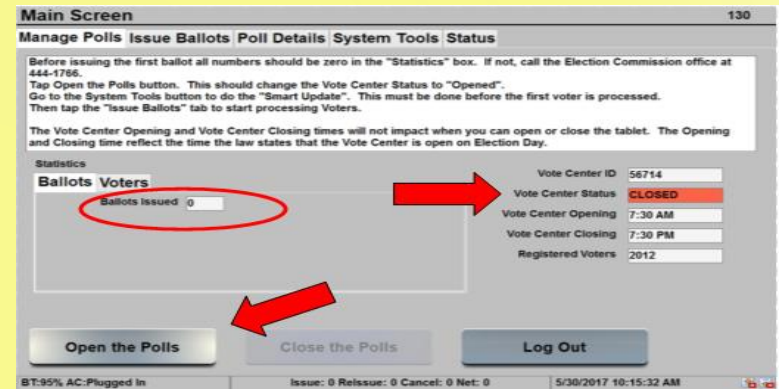 Main Screen 130
Manage Polls Issue Ballots Poll Details System Tools Status
Before issuing the first ballot all numbers should be zero in the "Statistics" box. If not, call the Election Commission office at
444-1766.
Tap Open the Polls button. This should change the Vote Center Status to "Opened".
Go to the System Tools button to do the "Smart Update". This must be done before the first voter is processed.
Then tap the "Issue Ballots" tab to start processing Voters.
The Vote Center Opening and Vote Center Closing times will not impact when you can open or close the tablet. The Opening
and Closing time reflect the time the law states that the Vote Center is open on Election Day.
Statistics
Ballots Voters
Ballots Issued 0
Vote Center ID 56714
Vote Center Status CLOSED
Vote Center Opening 7:30 AM
Vote Center Closing 7:30 PM
Registered Voters 2012
Open the Polls Close the Polls Log Out
BT:95% AC:Plugged In Issue: 0 Reissue: 0 Cancel: 0 Net: 0 5/30/2017 10:15:32 AM